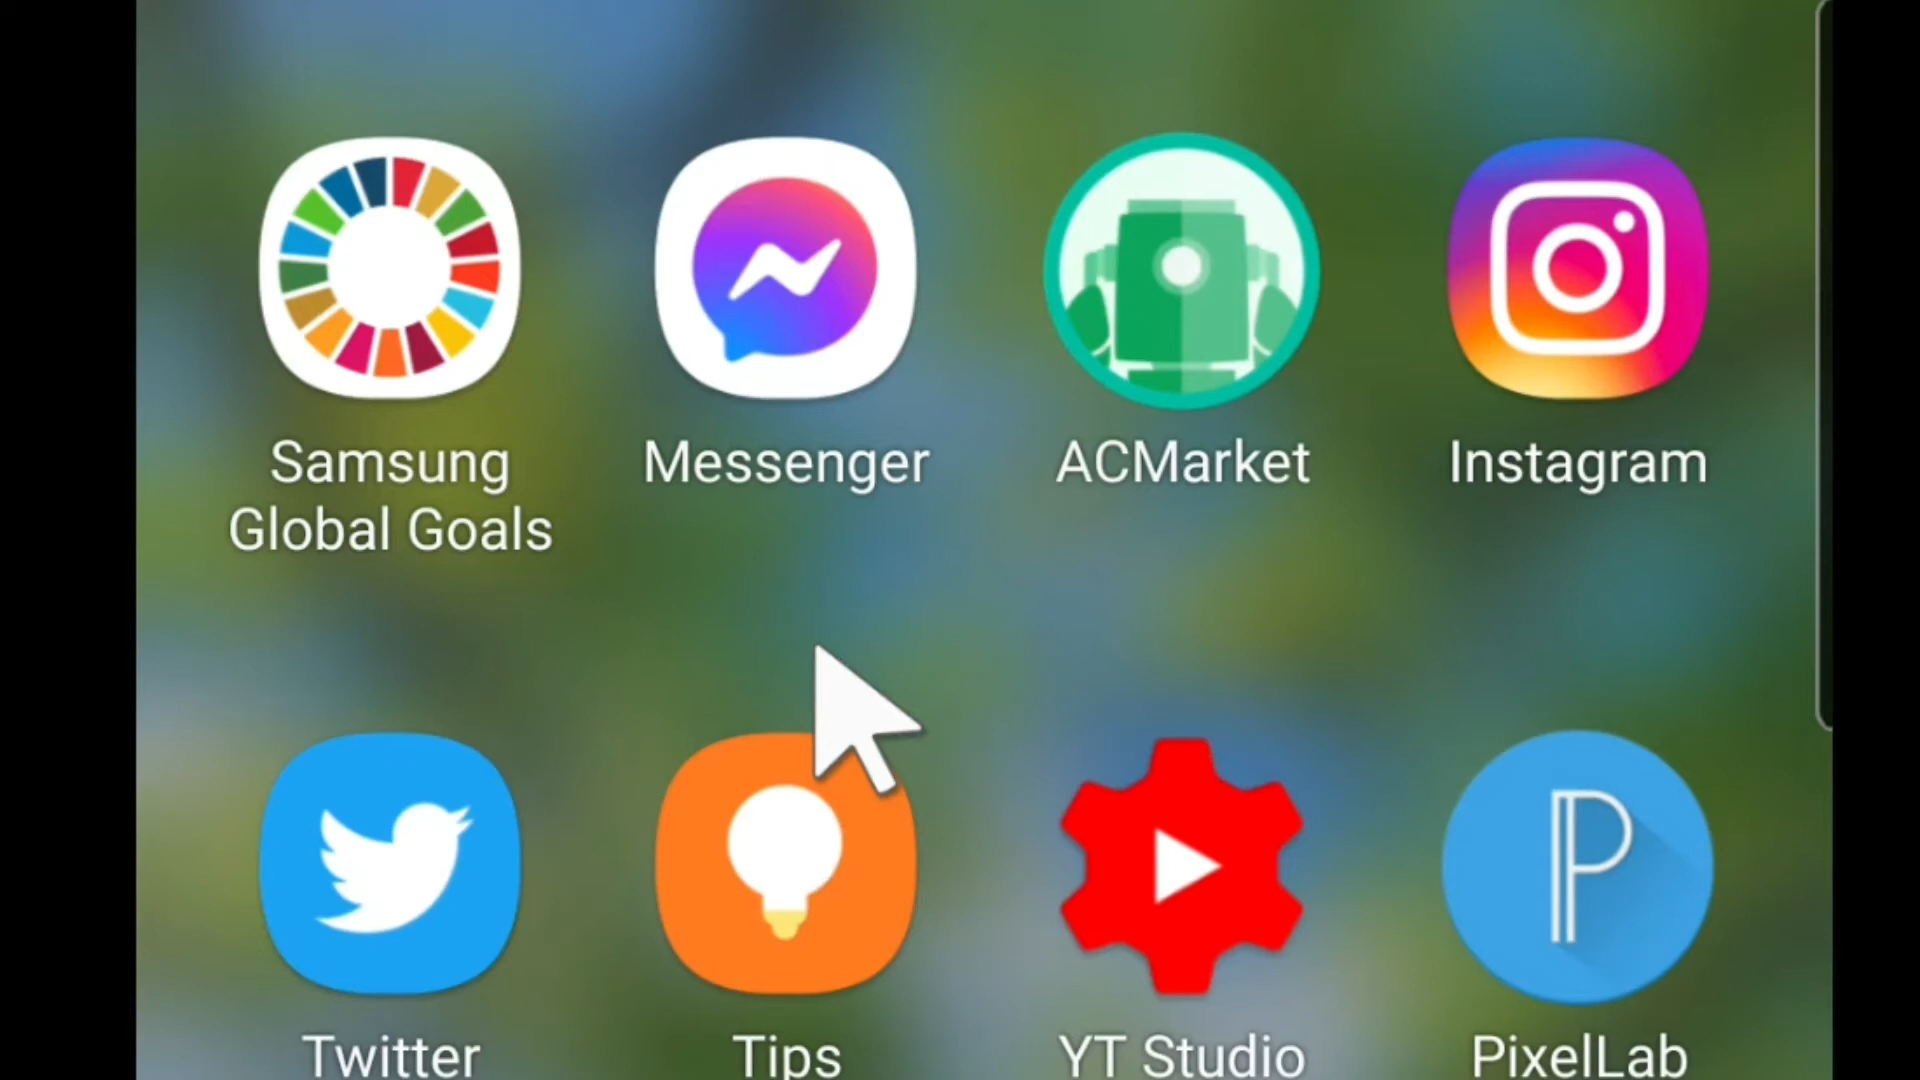 Samsung
Global Goals
Messenger
ACMarket
Instagram
Twitter
Tips
YT Studio
PixelLab